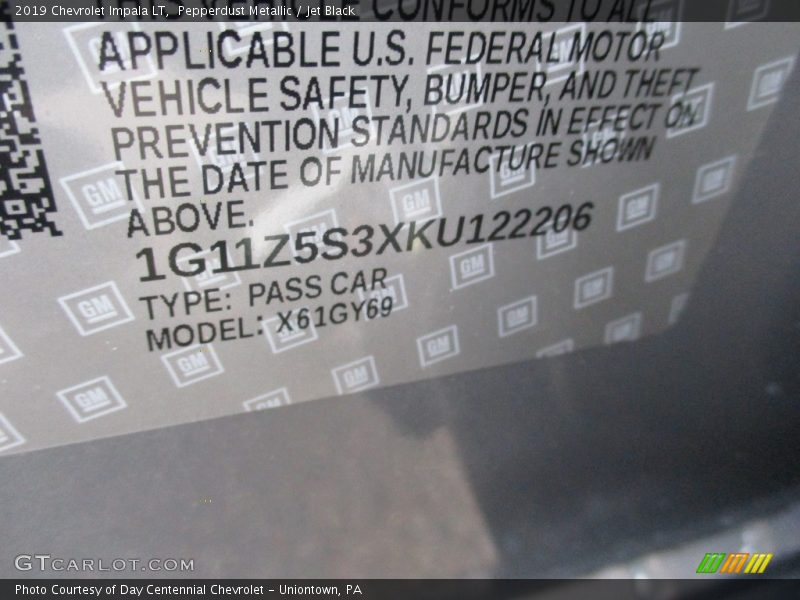 2019 Chevrolet Impala LT, Pepperdust Metallic / Jet Black
CONFORMS TO ALL
APPLICABLE U.S. FEDERAL MOTOR
VEHICLE SAFETY, BUMPER, AND THEFT
PREVENTION STANDARDS IN EFFECT ON
THE DATE OF MANUFACTURE SHOWN
ABOVE.
1G11Z5S3XKU122206
TYPE: PASS CAR
MODEL: X61GY69
GM
GTCARLOT.COM
Photo Courtesy of Day Centennial Chevrolet - Uniontown, PA